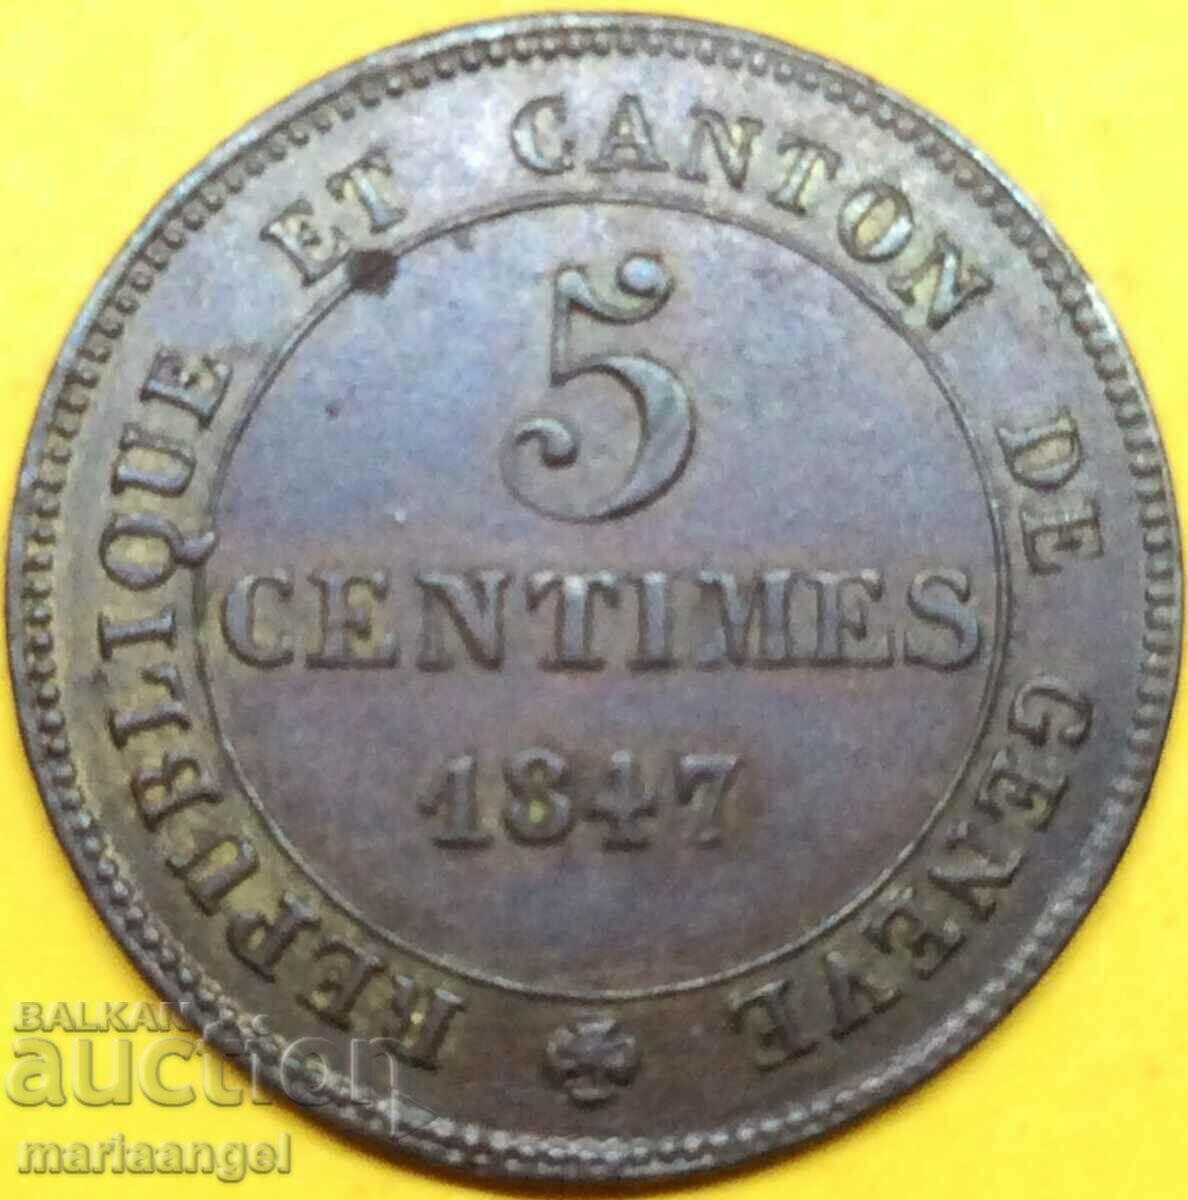 REPUBLIQUE ET CANTON DE GENEVE
5
CENTIMES
1847
BALKAN
auction
mariaangel